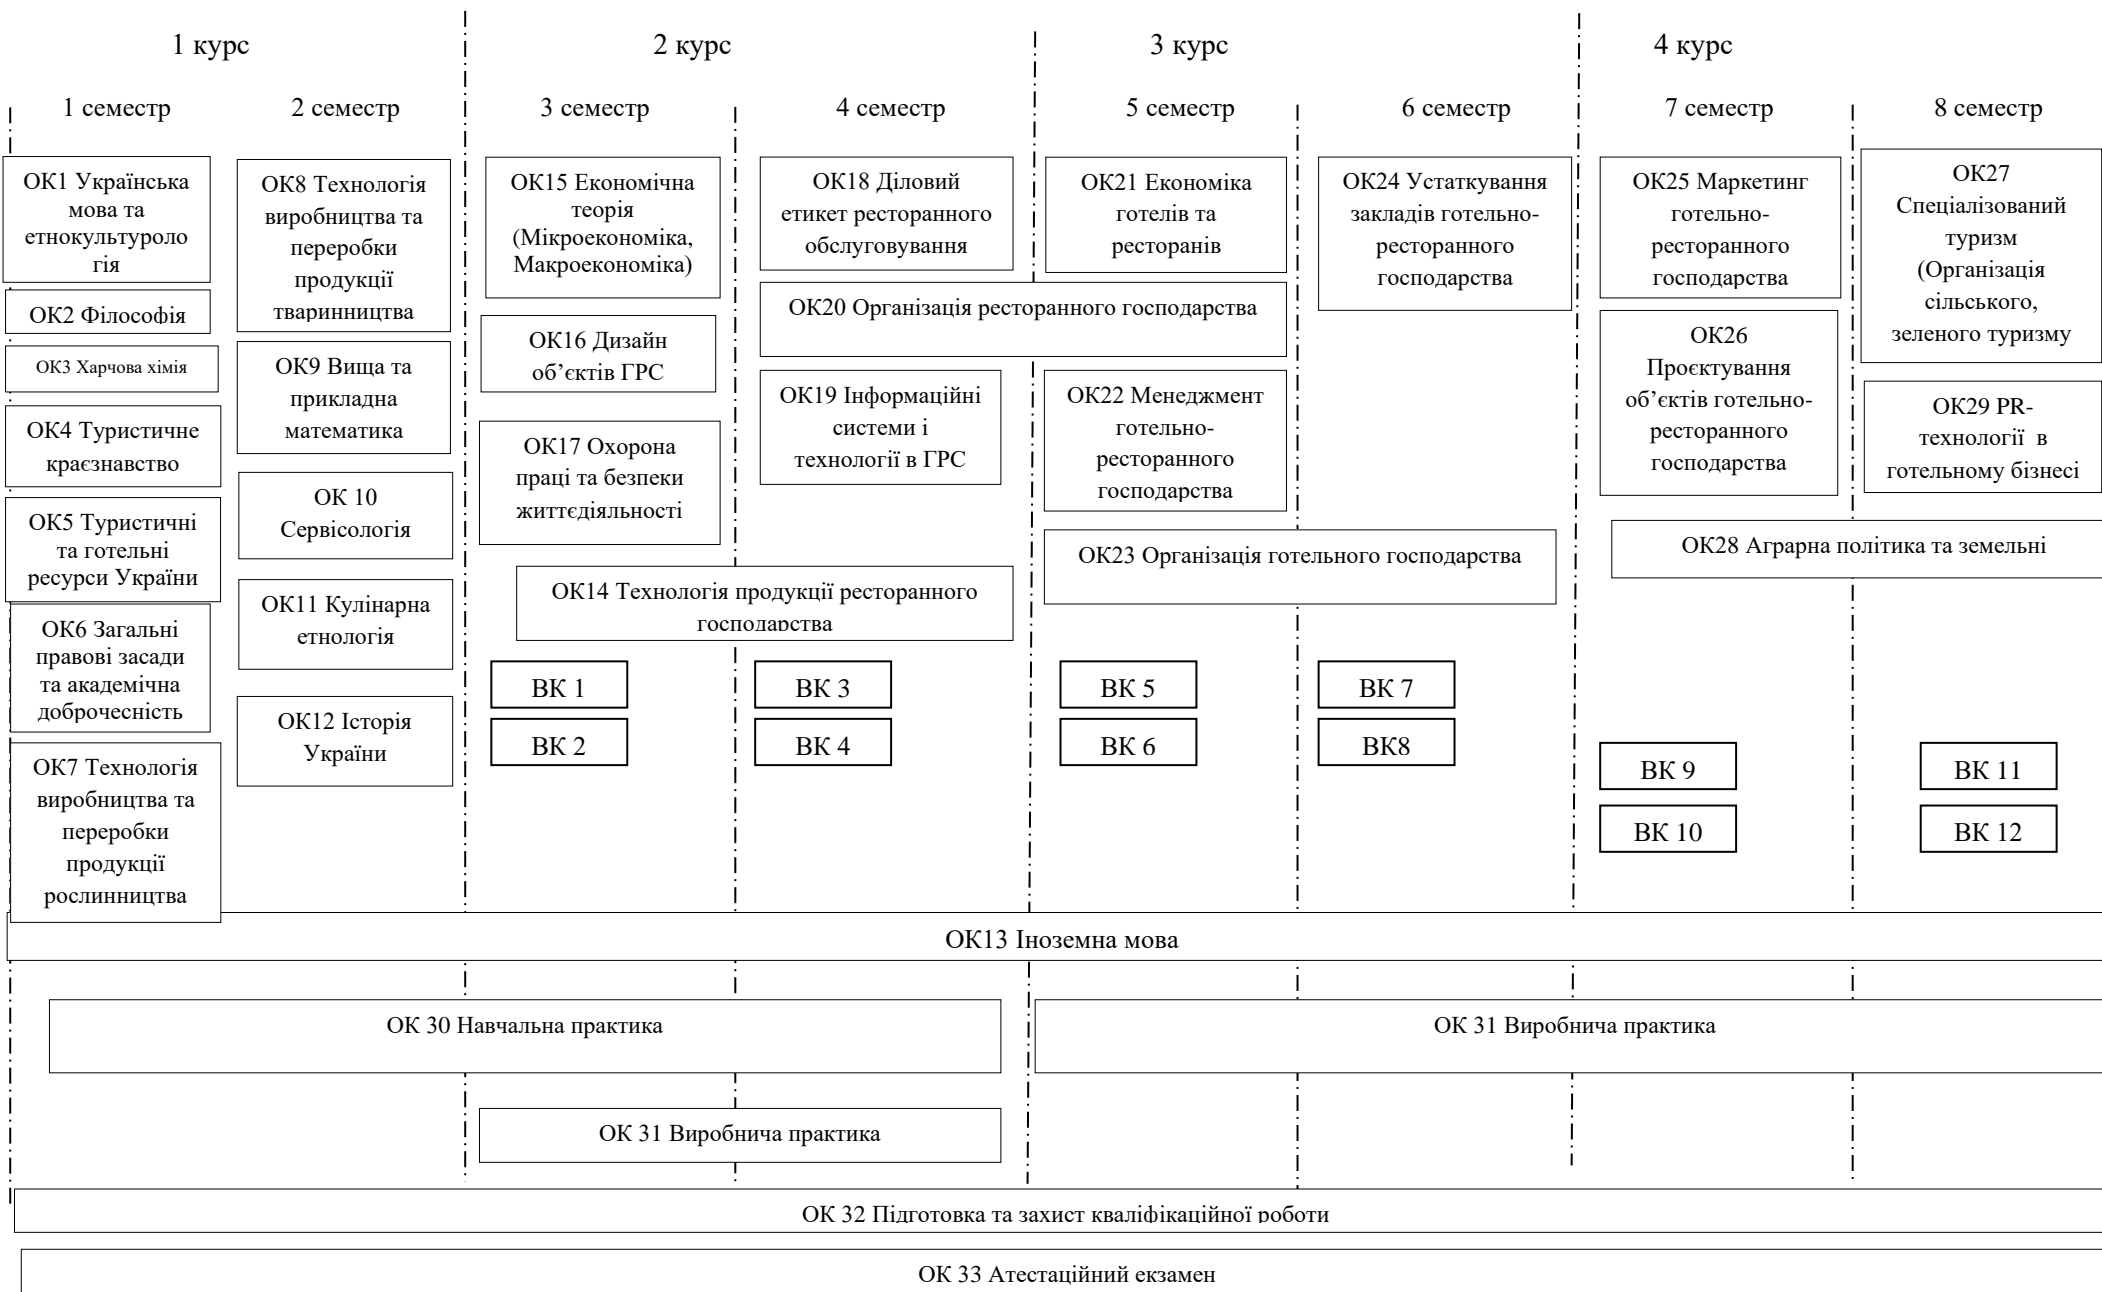 1 курс
2 курс
3 курс
4 курс
1 семестр
2 семестр
3 семестр
4 семестр
5 семестр
6 семестр
7 семестр
8 семестр
ОК1 Українська
мова та
етнокультуроло
гія
ОК2 Філософія
ОК3 Харчова хімія
ОК4 Туристичне
краєзнавство
ОК5 Туристичні
та готельні
ресурси України
ОК6 Загальні
правові засади
та академічна
доброчесність
ОК7 Технологія
виробництва та
переробки
продукції
рослинництва
ОК8 Технологія
виробництва та
переробки
продукції
тваринництва
ОК9 Вища та
прикладна
математика
ОК 10
Сервісологія
ОК11 Кулінарна
етнологія
ОК12 Історія
України
ОК15 Економічна
теорія
(Мікроекономіка,
Макроекономіка)
ОК16 Дизайн
об’єктів ГРС
ОК17 Охорона
праці та безпеки
життєдіяльності
ОК14 Технологія продукції ресторанного
господарства
ВК 1
ВК 2
ОК18 Діловий
етикет ресторанного
обслуговування
ОК20 Організація ресторанного господарства
ОК19 Інформаційні
системи і
технології в ГРС
ВК 3
ВК 4
ОК21 Економіка
готелів та
ресторанів
ОК22 Менеджмент
готельно-
ресторанного
господарства
ОК23 Організація готельного господарства
ВК 5
ВК 6
ОК24 Устаткування
закладів готельно-
ресторанного
господарства
ВК 7
ВК8
ОК25 Маркетинг
готельно-
ресторанного
господарства
ОК26
Проєктування
об’єктів готельно-
ресторанного
господарства
ОК28 Аграрна політика та земельні
ВК 9
ВК 10
ОК27
Спеціалізований
туризм
(Організація
сільського,
зеленого туризму
ОК29 PR-
технології в
готельному бізнесі
ВК 11
ВК 12
ОК13 Іноземна мова
ОК 30 Навчальна практика
ОК 31 Виробнича практика
ОК 31 Виробнича практика
ОК 32 Підготовка та захист кваліфікаційної роботи
ОК 33 Атестаційний екзамен